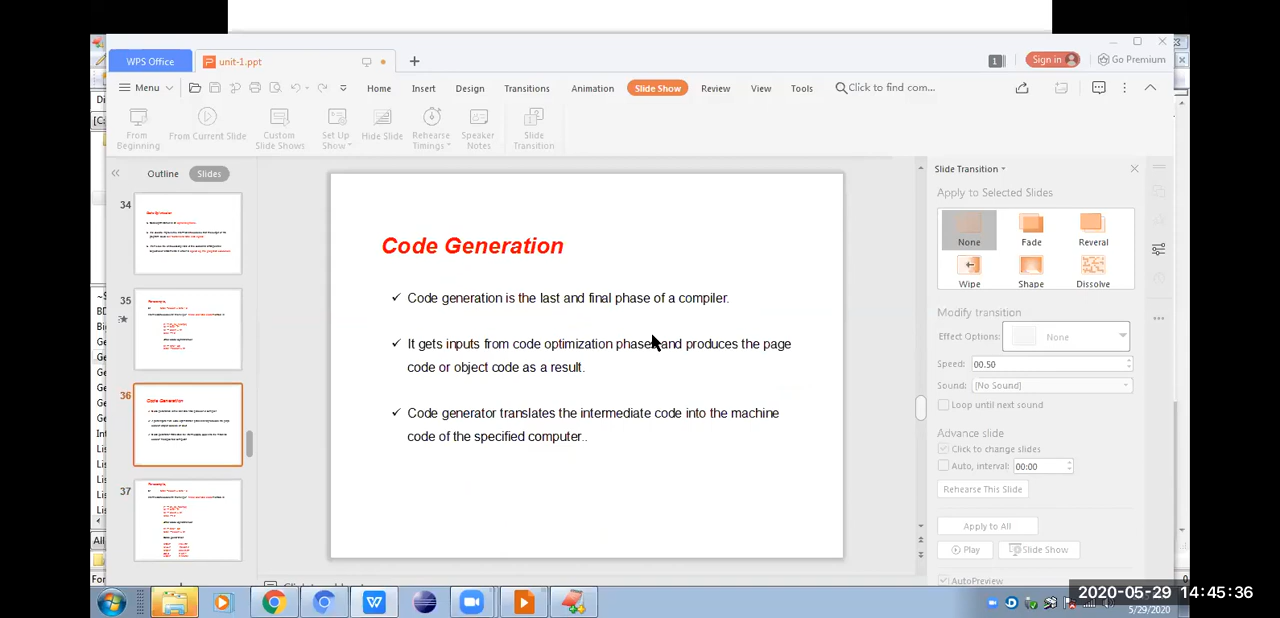 WPS Office
unit-1.ppt
1
Sign in
Go Premium
Menu
Home
Insert
Design
Transitions
Animation
Slide Show
Review
View
Tools
Click to find com...
From Beginning
From Current Slide
Custom Slide Shows
Set Up Show
Hide Slide
Rehearse Timings
Speaker Notes
Slide Transition
Outline
Slides
34
35
36
Code Generation
37
Code Generation
Code generation is the last and final phase of a compiler.
It gets inputs from code optimization phases and produces the page
code or object code as a result.
Code generator translates the intermediate code into the machine
code of the specified computer..
Slide Transition
Apply to Selected Slides
None
Fade
Reveral
Wipe
Shape
Dissolve
Modify transition
Effect Options:
None
Speed:
00.50
Sound:
[No Sound]
Loop until next sound
Advance slide
Click to change slides
Auto, interval:
00:00
Rehearse This Slide
Apply to All
Play
Slide Show
AutoPreview
2020-05-29 14:45:36
5/29/2020